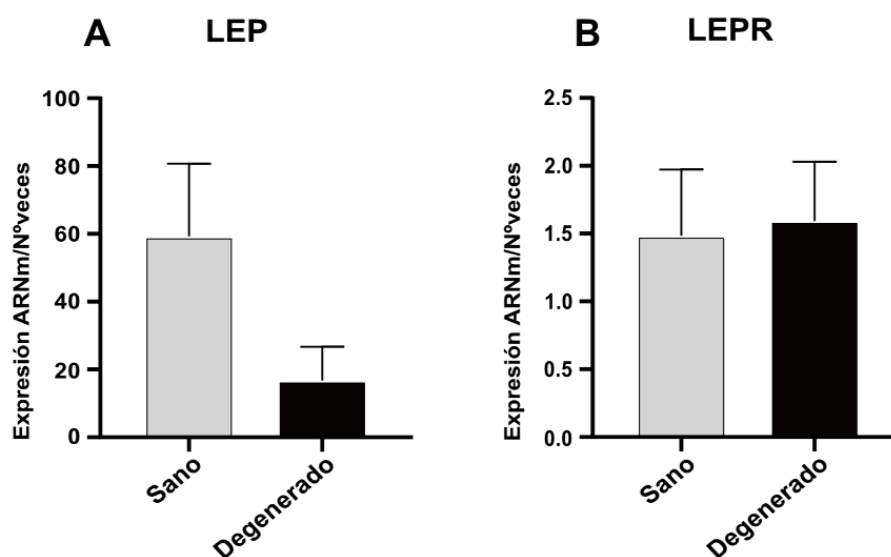 A LEP
Expresión ARNm/Nºveces
100
80
60
40
20
0
Sano
Degenerado
B LEPR
Expresión ARNm/Nºveces
2.5
2.0
1.5
1.0
0.5
0.0
Sano
Degenerado